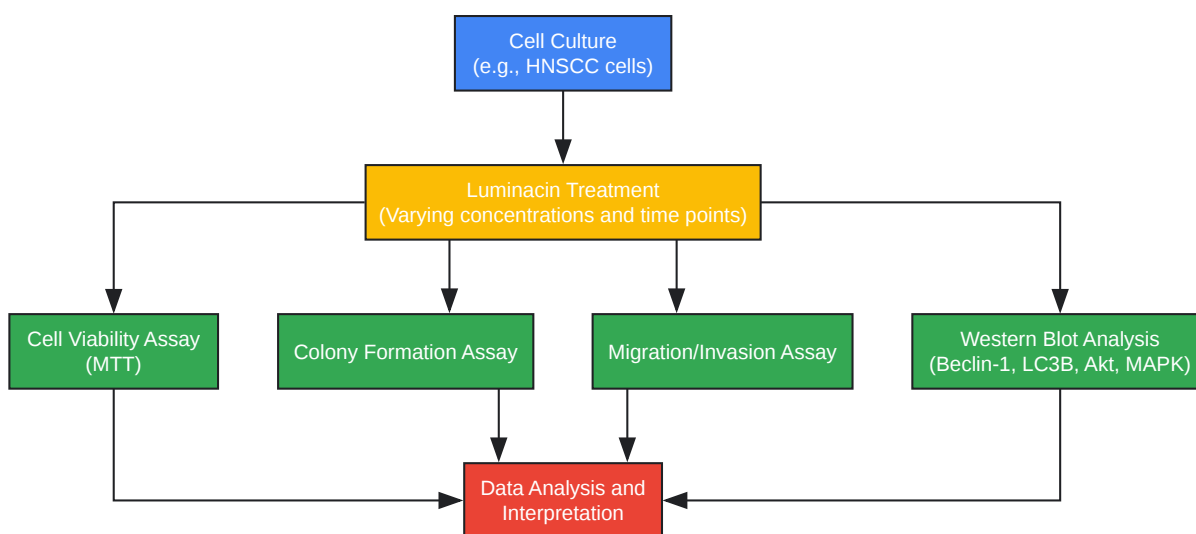 Cell Culture
(e.g., HNSCC cells)
Luminacin Treatment
(Varying concentrations and time points)
Cell Viability Assay
(MTT)
Colony Formation Assay
Migration/Invasion Assay
Western Blot Analysis
(Beclin-1, LC3B, Akt, MAPK)
Data Analysis and
Interpretation